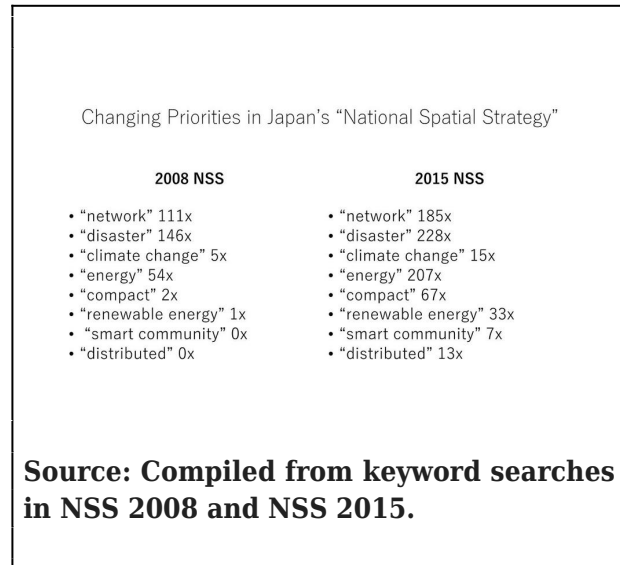 Changing Priorities in Japan's “National Spatial Strategy”
2008 NSS
• “network” 111x
• “disaster” 146x
• “climate change” 5x
• “energy” 54x
• “compact” 2x
• “renewable energy” 1x
• “smart community” 0x
• “distributed” 0x
2015 NSS
• “network” 185x
• “disaster” 228x
• “climate change” 15x
• “energy” 207x
• “compact” 67x
• “renewable energy” 33x
• “smart community” 7x
• “distributed” 13x
Source: Compiled from keyword searches
in NSS 2008 and NSS 2015.